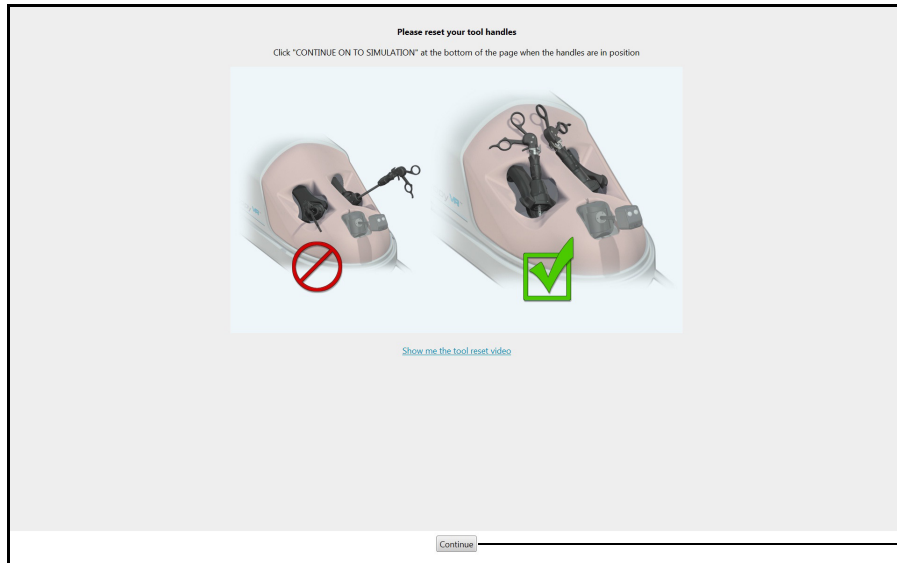 Please reset your tool handles
Click "CONTINUE ON TO SIMULATION" at the bottom of the page when the handles are in position
Show me the tool reset video
Continue